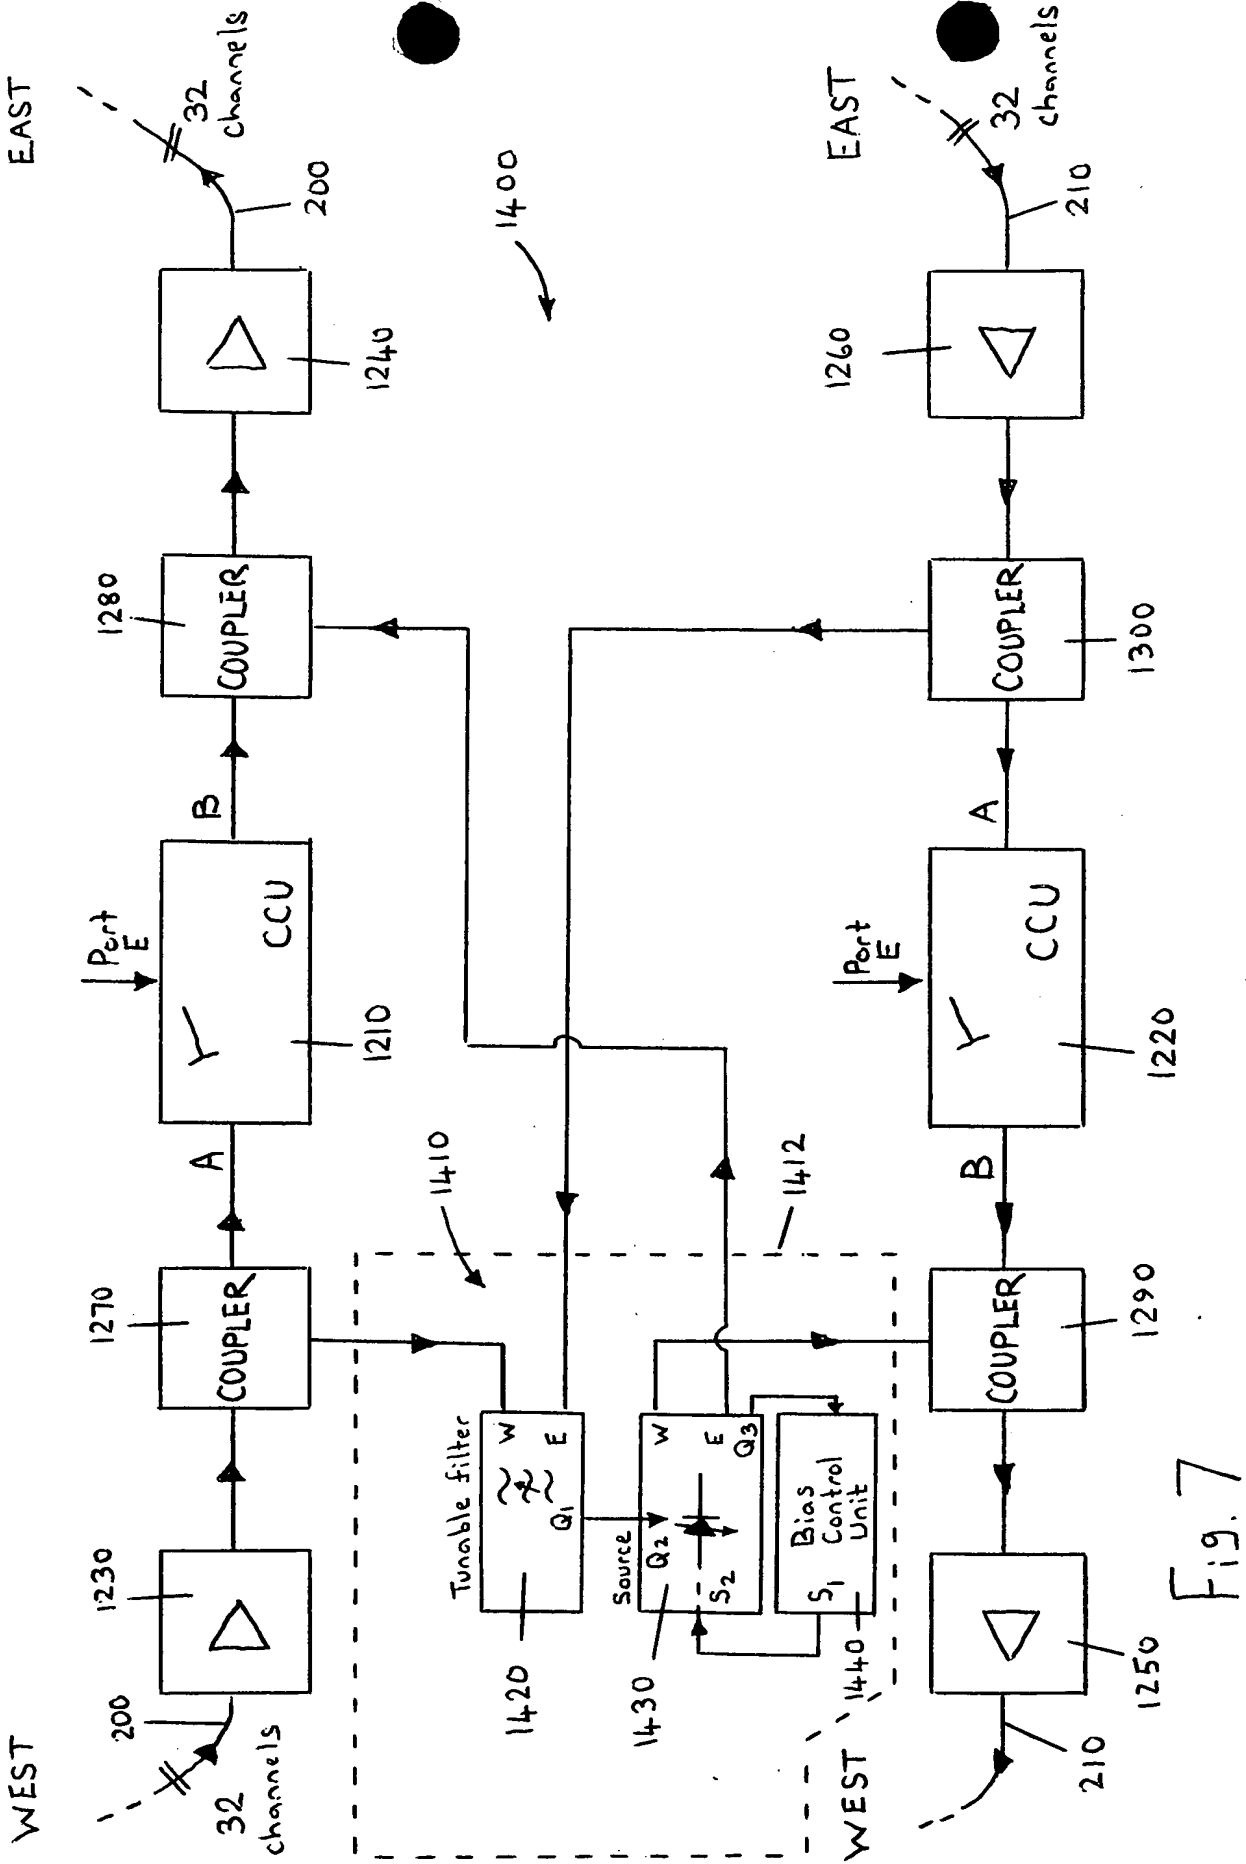 WEST
EAST
200
32
channels
1230
1270
COUPLER
A
Port
E
1210
CCU
B
1280
COUPLER
1240
200
32
channels
1400
1410
1412
Tunable filter
W
E
Q1
1420
Source
W
Q2
E
S2
Q3
1430
Bias
Control
Unit
S1
1440
WEST
EAST
210
1250
1290
COUPLER
B
Port
E
1220
CCU
A
1300
COUPLER
1260
210
32
channels
Fig. 7